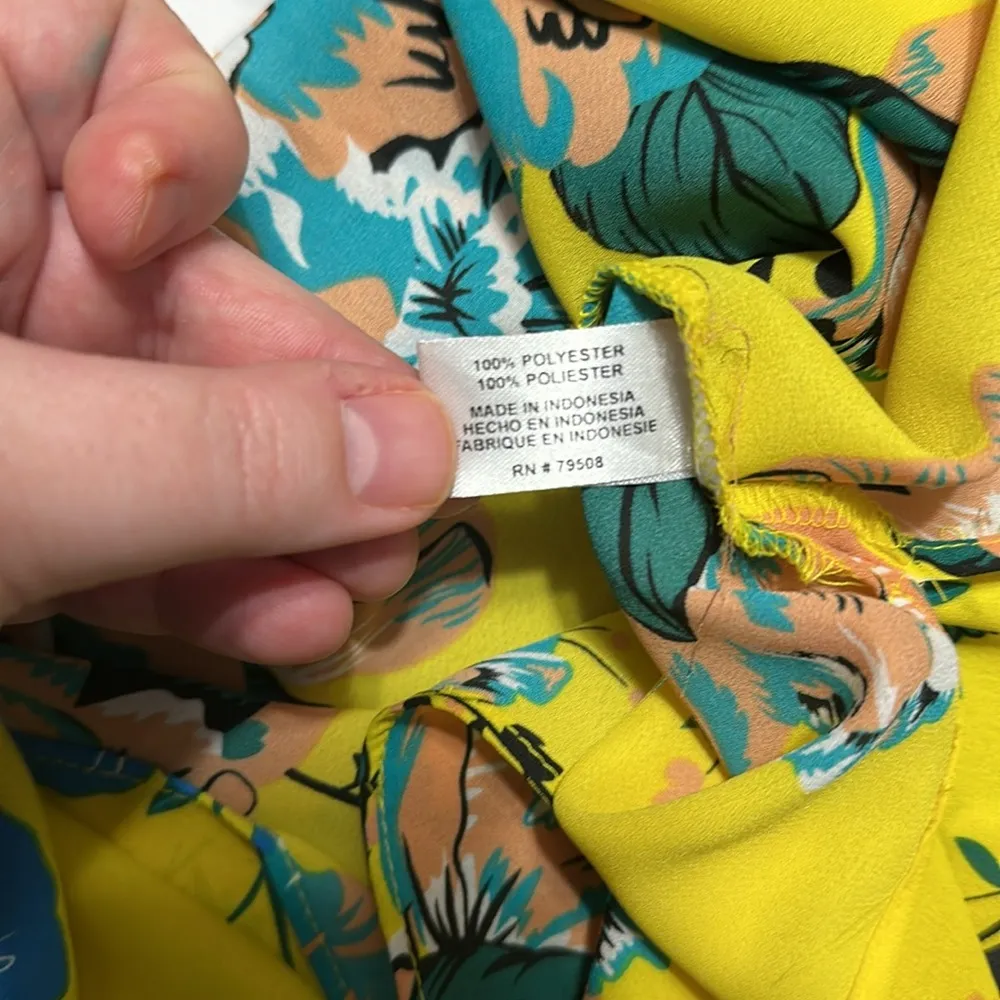 100% POLYESTER
100% POLIESTER
MADE IN INDONESIA
HECHO EN INDONESIA
FABRIQUE EN INDONESIE
RN # 79508